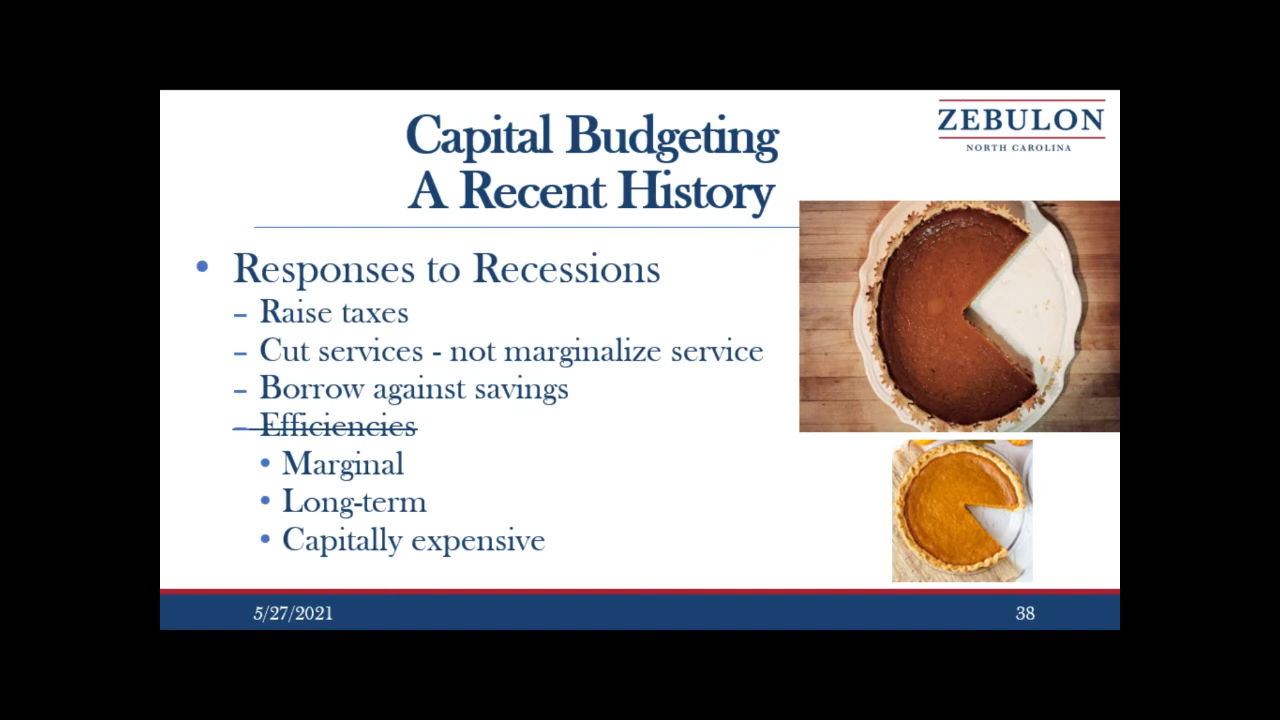 Capital Budgeting
A Recent History
ZEBULON
NORTH CAROLINA
• Responses to Recessions
– Raise taxes
– Cut services - not marginalize service
– Borrow against savings
– Efficiencies
• Marginal
• Long-term
• Capitally expensive
5/27/2021
38